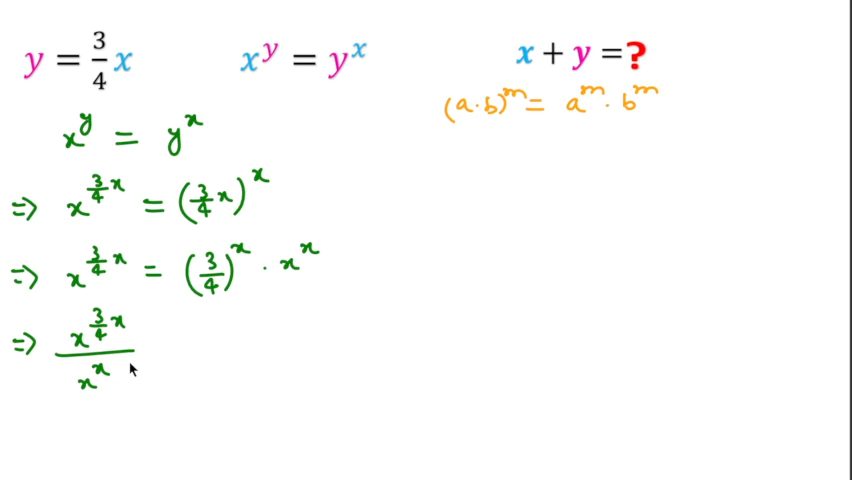 y = 3/4 x    x^y = y^x    x + y = ?
(a·b)^m = a^m · b^m
x^y = y^x
⇒ x^(3/4 x) = (3/4 x)^x
⇒ x^(3/4 x) = (3/4)^x · x^x
⇒ x^(3/4 x) / x^x